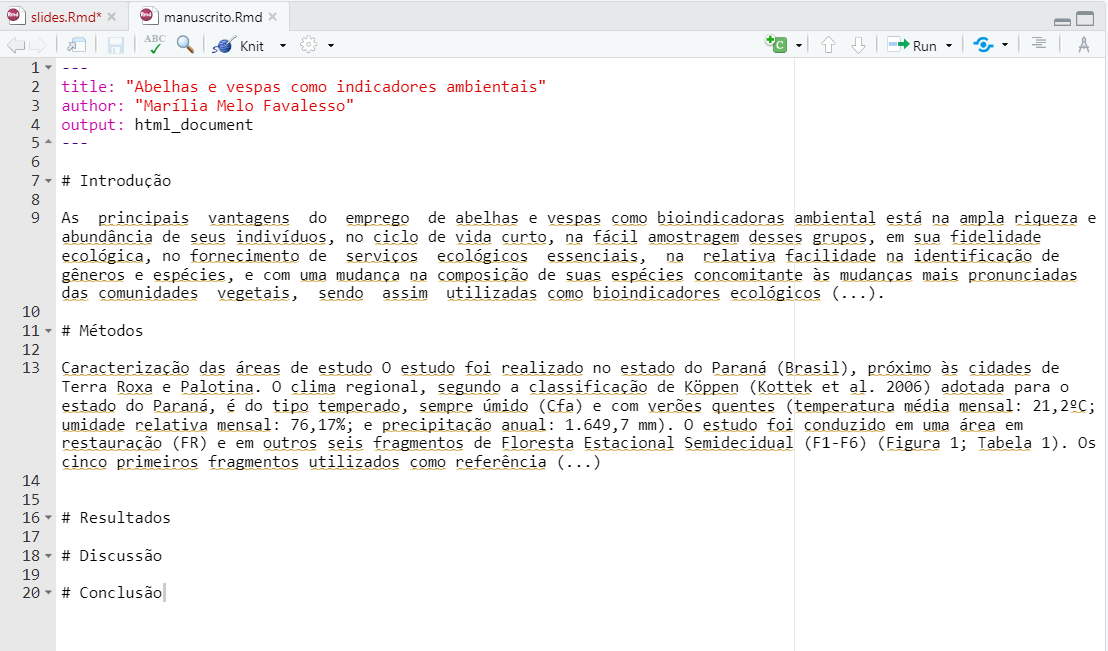 slides.Rmd* manuscrito.Rmd
ABC Knit Run
1 ---
2 title: "Abelhas e vespas como indicadores ambientais"
3 author: "Marília Melo Favalesso"
4 output: html_document
5 ---
6
7 # Introdução
8
9 As principais vantagens do emprego de abelhas e vespas como bioindicadoras ambiental está na ampla riqueza e
abundância de seus indivíduos, no ciclo de vida curto, na fácil amostragem desses grupos, em sua fidelidade
ecológica, no fornecimento de serviços ecológicos essenciais, na relativa facilidade na identificação de
gêneros e espécies, e com uma mudança na composição de suas espécies concomitante às mudanças mais pronunciadas
das comunidades vegetais, sendo assim utilizadas como bioindicadores ecológicos (...).
10
11 # Métodos
12
13 Caracterização das áreas de estudo O estudo foi realizado no estado do Paraná (Brasil), próximo às cidades de
Terra Roxa e Palotina. O clima regional, segundo a classificação de Köppen (Kottek et al. 2006) adotada para o
estado do Paraná, é do tipo temperado, sempre úmido (Cfa) e com verões quentes (temperatura média mensal: 21,2ºC;
umidade relativa mensal: 76,17%; e precipitação anual: 1.649,7 mm). O estudo foi conduzido em uma área em
restauração (FR) e em outros seis fragmentos de Floresta Estacional Semidecidual (F1-F6) (Figura 1; Tabela 1). Os
cinco primeiros fragmentos utilizados como referência (...)
14
15
16 # Resultados
17
18 # Discussão
19
20 # Conclusão